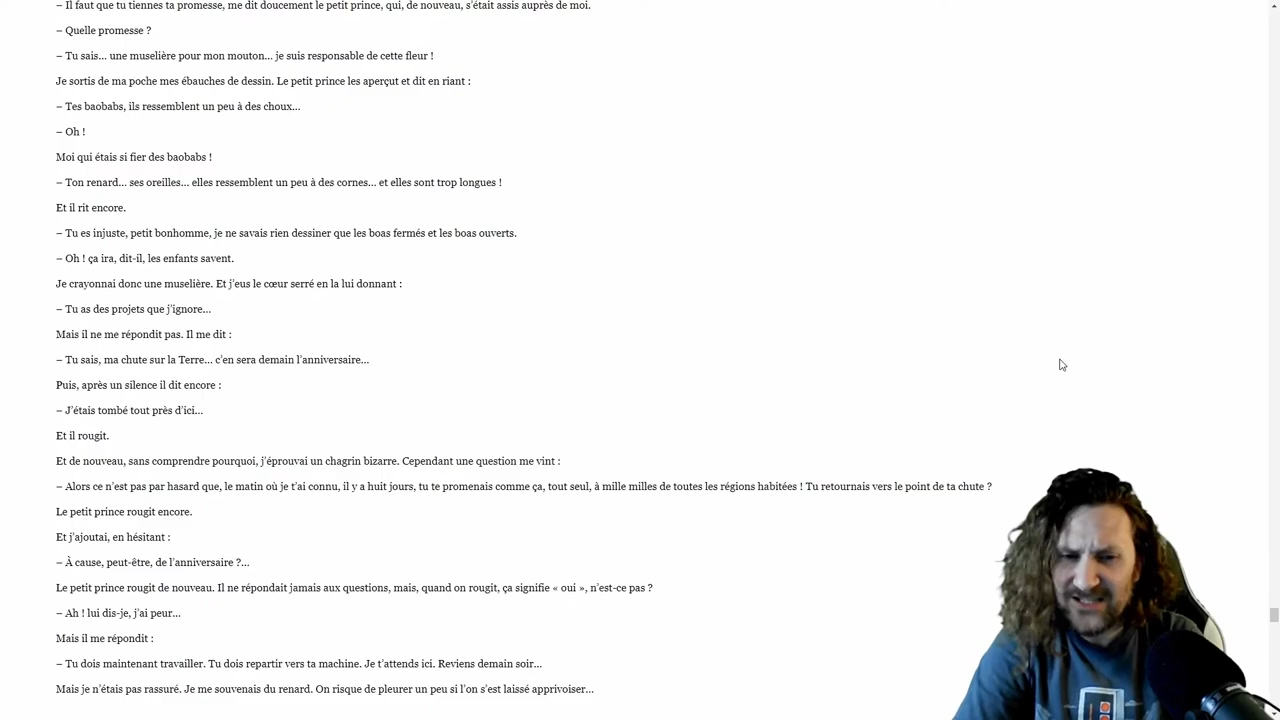 – Il faut que tu tiennes ta promesse, me dit doucement le petit prince, qui, de nouveau, s’était assis auprès de moi.
– Quelle promesse ?
– Tu sais… une muselière pour mon mouton… je suis responsable de cette fleur !
Je sortis de ma poche mes ébauches de dessin. Le petit prince les aperçut et dit en riant :
– Tes baobabs, ils ressemblent un peu à des choux…
– Oh !
Moi qui étais si fier des baobabs !
– Ton renard… ses oreilles… elles ressemblent un peu à des cornes… et elles sont trop longues !
Et il rit encore.
– Tu es injuste, petit bonhomme, je ne savais rien dessiner que les boas fermés et les boas ouverts.
– Oh ! ça ira, dit-il, les enfants savent.
Je crayonnai donc une muselière. Et j’eus le cœur serré en la lui donnant :
– Tu as des projets que j’ignore…
Mais il ne me répondit pas. Il me dit :
– Tu sais, ma chute sur la Terre… c’en sera demain l’anniversaire…
Puis, après un silence il dit encore :
– J’étais tombé tout près d’ici…
Et il rougit.
Et de nouveau, sans comprendre pourquoi, j’éprouvai un chagrin bizarre. Cependant une question me vint :
– Alors ce n’est pas par hasard que, le matin où je t’ai connu, il y a huit jours, tu te promenais comme ça, tout seul, à mille milles de toutes les régions habitées ! Tu retournais vers le point de ta chute ?
Le petit prince rougit encore.
Et j’ajoutai, en hésitant :
– À cause, peut-être, de l’anniversaire ?…
Le petit prince rougit de nouveau. Il ne répondait jamais aux questions, mais, quand on rougit, ça signifie « oui », n’est-ce pas ?
– Ah ! lui dis-je, j’ai peur…
Mais il me répondit :
– Tu dois maintenant travailler. Tu dois repartir vers ta machine. Je t’attends ici. Reviens demain soir…
Mais je n’étais pas rassuré. Je me souvenais du renard. On risque de pleurer un peu si l’on s’est laissé apprivoiser…